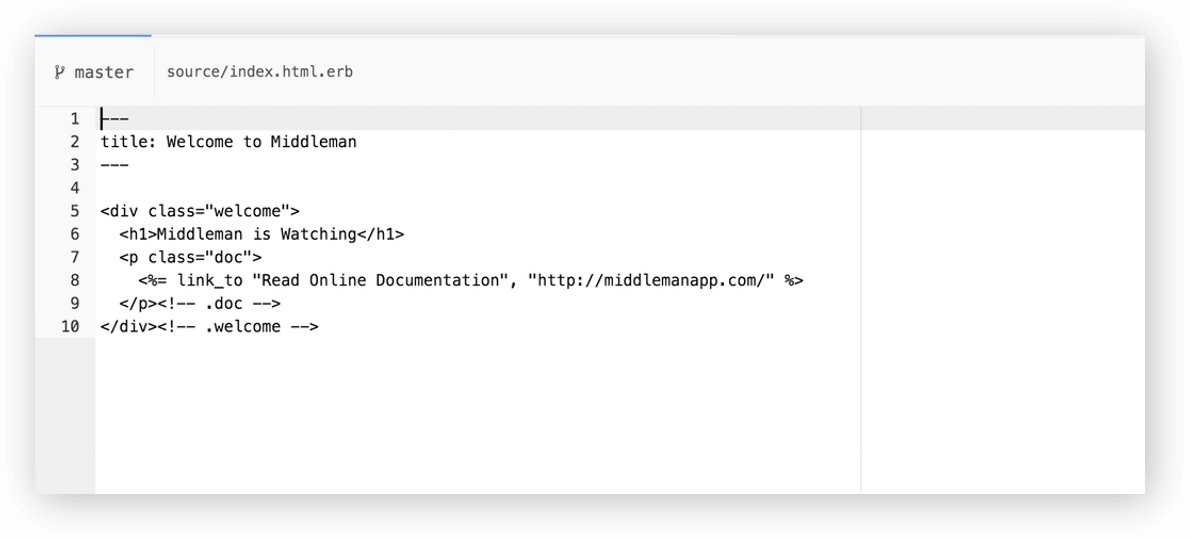 master source/index.html.erb
1 ---
2 title: Welcome to Middleman
3 ---
4
5 <div class="welcome">
6   <h1>Middleman is Watching</h1>
7   <p class="doc">
8     <%= link_to "Read Online Documentation", "http://middlemanapp.com/" %>
9   </p><!-- .doc -->
10 </div><!-- .welcome -->